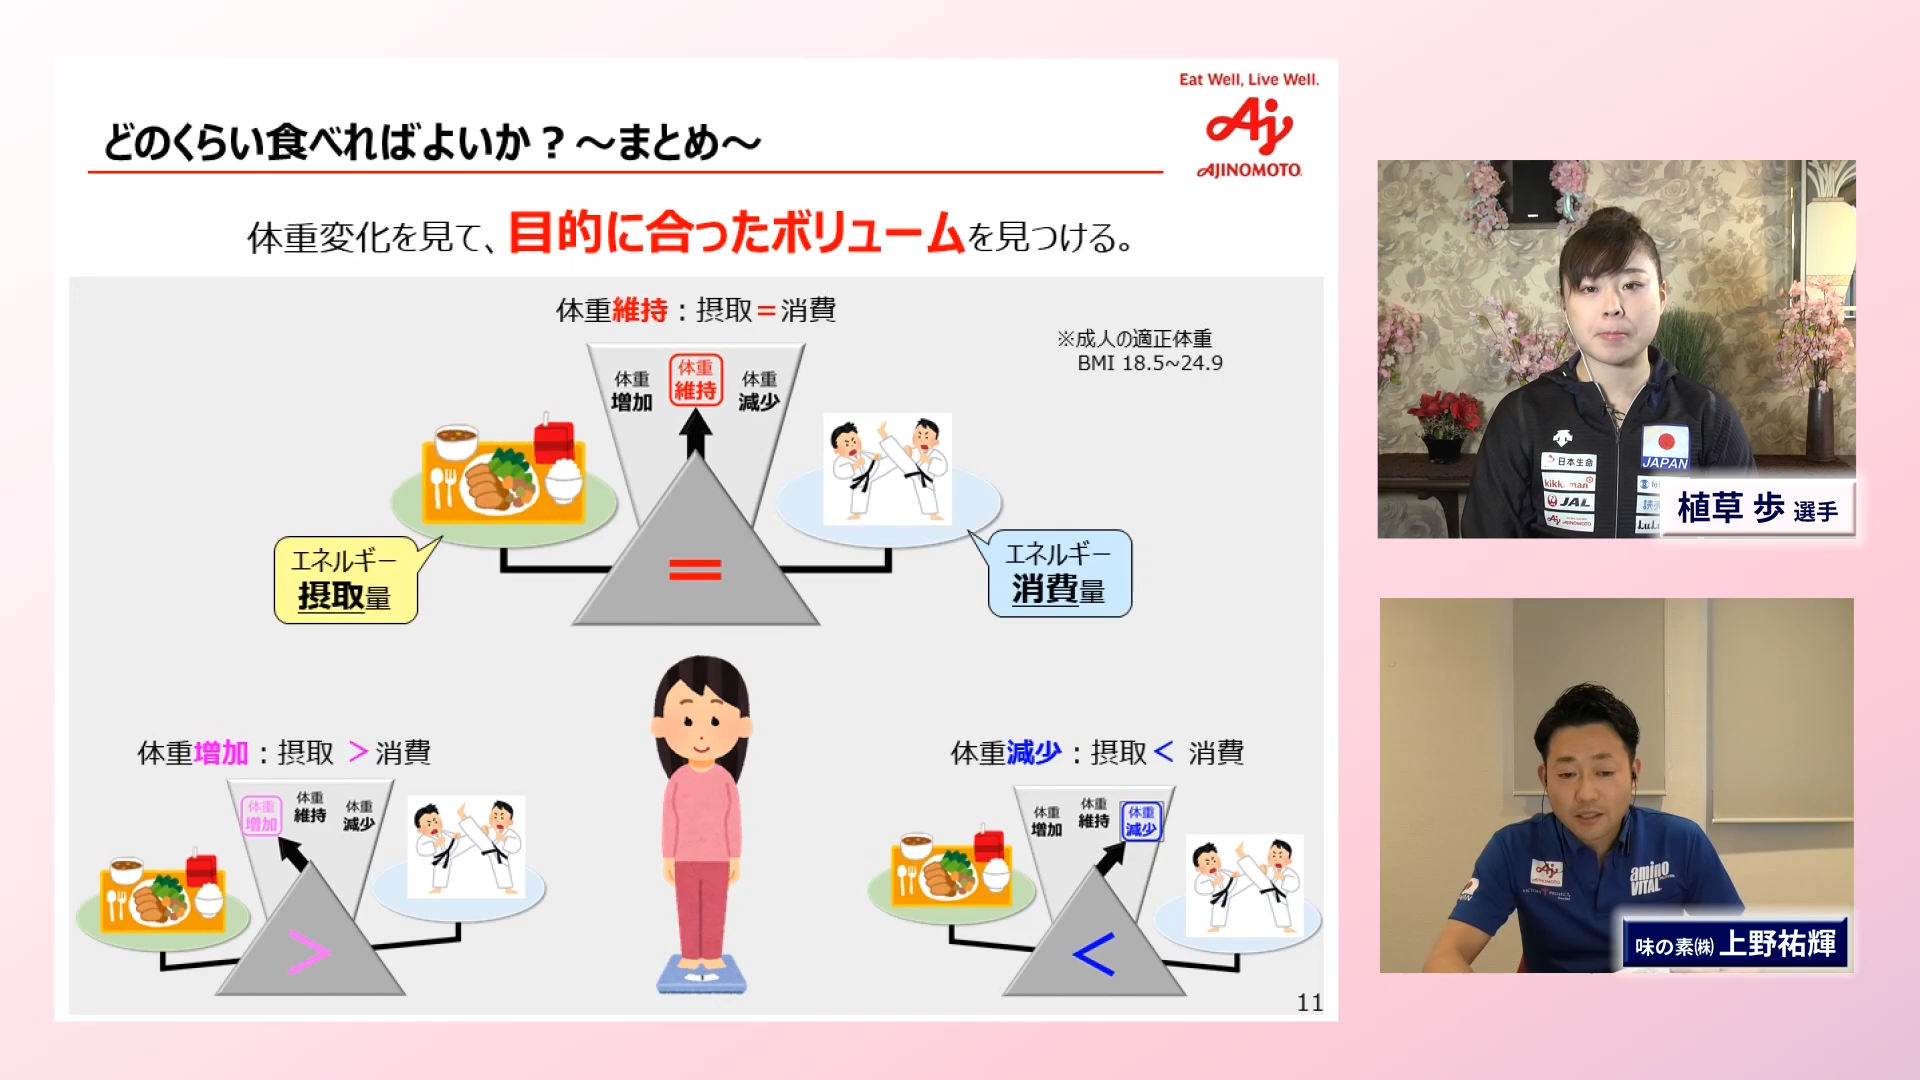 Eat Well, Live Well.
Aj
AJINOMOTO
どのくらい食べればよいか？～まとめ～
体重変化を見て、目的に合ったボリュームを見つける。
体重維持：摂取=消費
※成人の適正体重
BMI 18.5~24.9
体重
増加
体重
維持
体重
減少
=
エネルギー
摂取量
エネルギー
消費量
体重増加：摂取 > 消費
体重
増加
体重
維持
体重
減少
>
体重減少：摂取 < 消費
体重
増加
体重
維持
体重
減少
<
11
日本生命
JAL
JAPAN
AJINOMOTO
植草 歩 選手
AJINOMOTO
amino
VITAL
味の素㈱ 上野祐輝